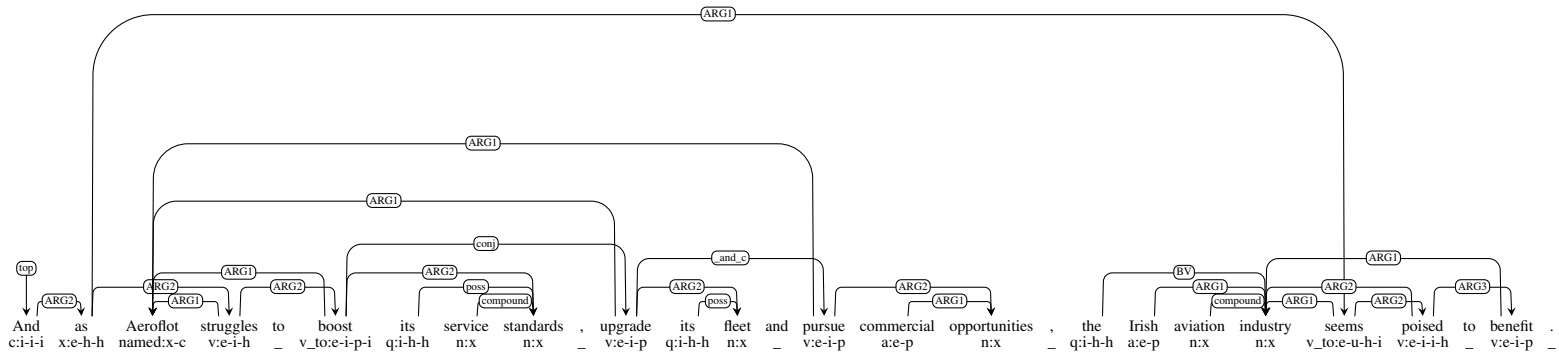 ARG1
ARG1
ARG1
conj _and_c
top ARG1 ARG2 BV ARG1
ARG2 ARG2 ARG2 poss ARG2 ARG2 ARG1 ARG2 ARG3
ARG2 ARG1 compound poss ARG1 compound ARG1 ARG2
And as Aeroflot struggles to boost its service standards , upgrade its fleet and pursue commercial opportunities , the Irish aviation industry seems poised to benefit .
c:i-i-i x:e-h-h named:x-c v:e-i-h _ v_to:e-i-p-i q:i-h-h n:x n:x _ v:e-i-p q:i-h-h n:x _ v:e-i-p a:e-p n:x _ q:i-h-h a:e-p n:x n:x v_to:e-u-h-i v:e-i-i-h _ v:e-i-p _